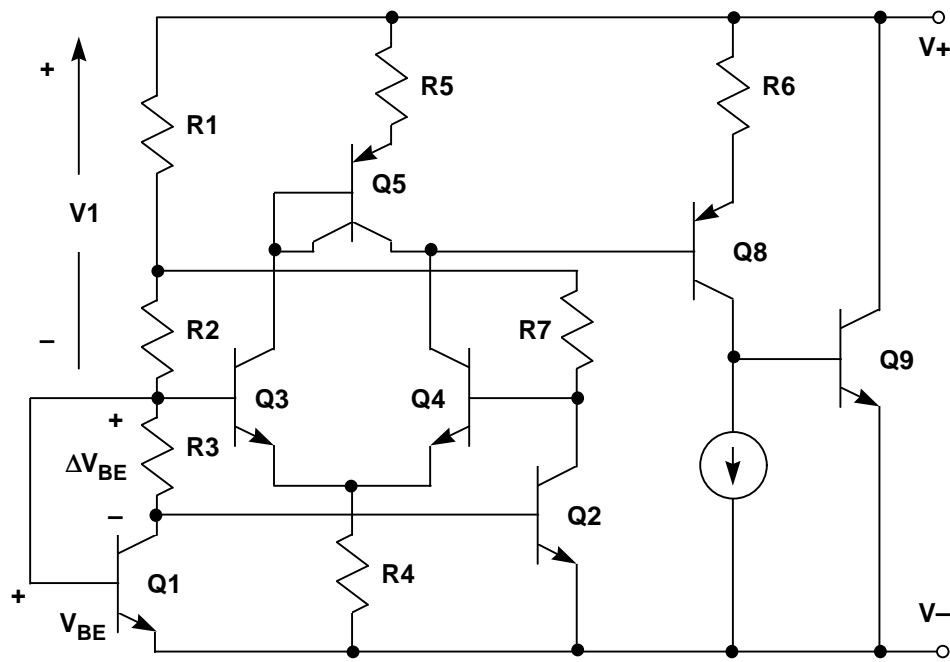 V+
+
R5
R6
R1
Q5
V1
Q8
R2
R7
–
Q9
Q3
Q4
+
R3
ΔVBE
–
Q2
R4
Q1
+
VBE
V–